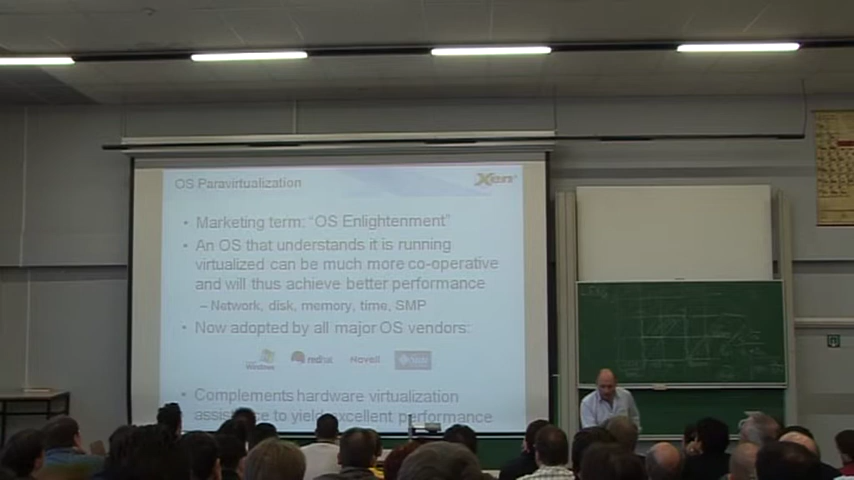 OS Paravirtualization
Xen
• Marketing term: "OS Enlightenment"
• An OS that understands it is running
virtualized can be much more co-operative
and will thus achieve better performance
– Network, disk, memory, time, SMP
• Now adopted by all major OS vendors:
Windows redhat Novell Sun
• Complements hardware virtualization
assistance to yield excellent performance